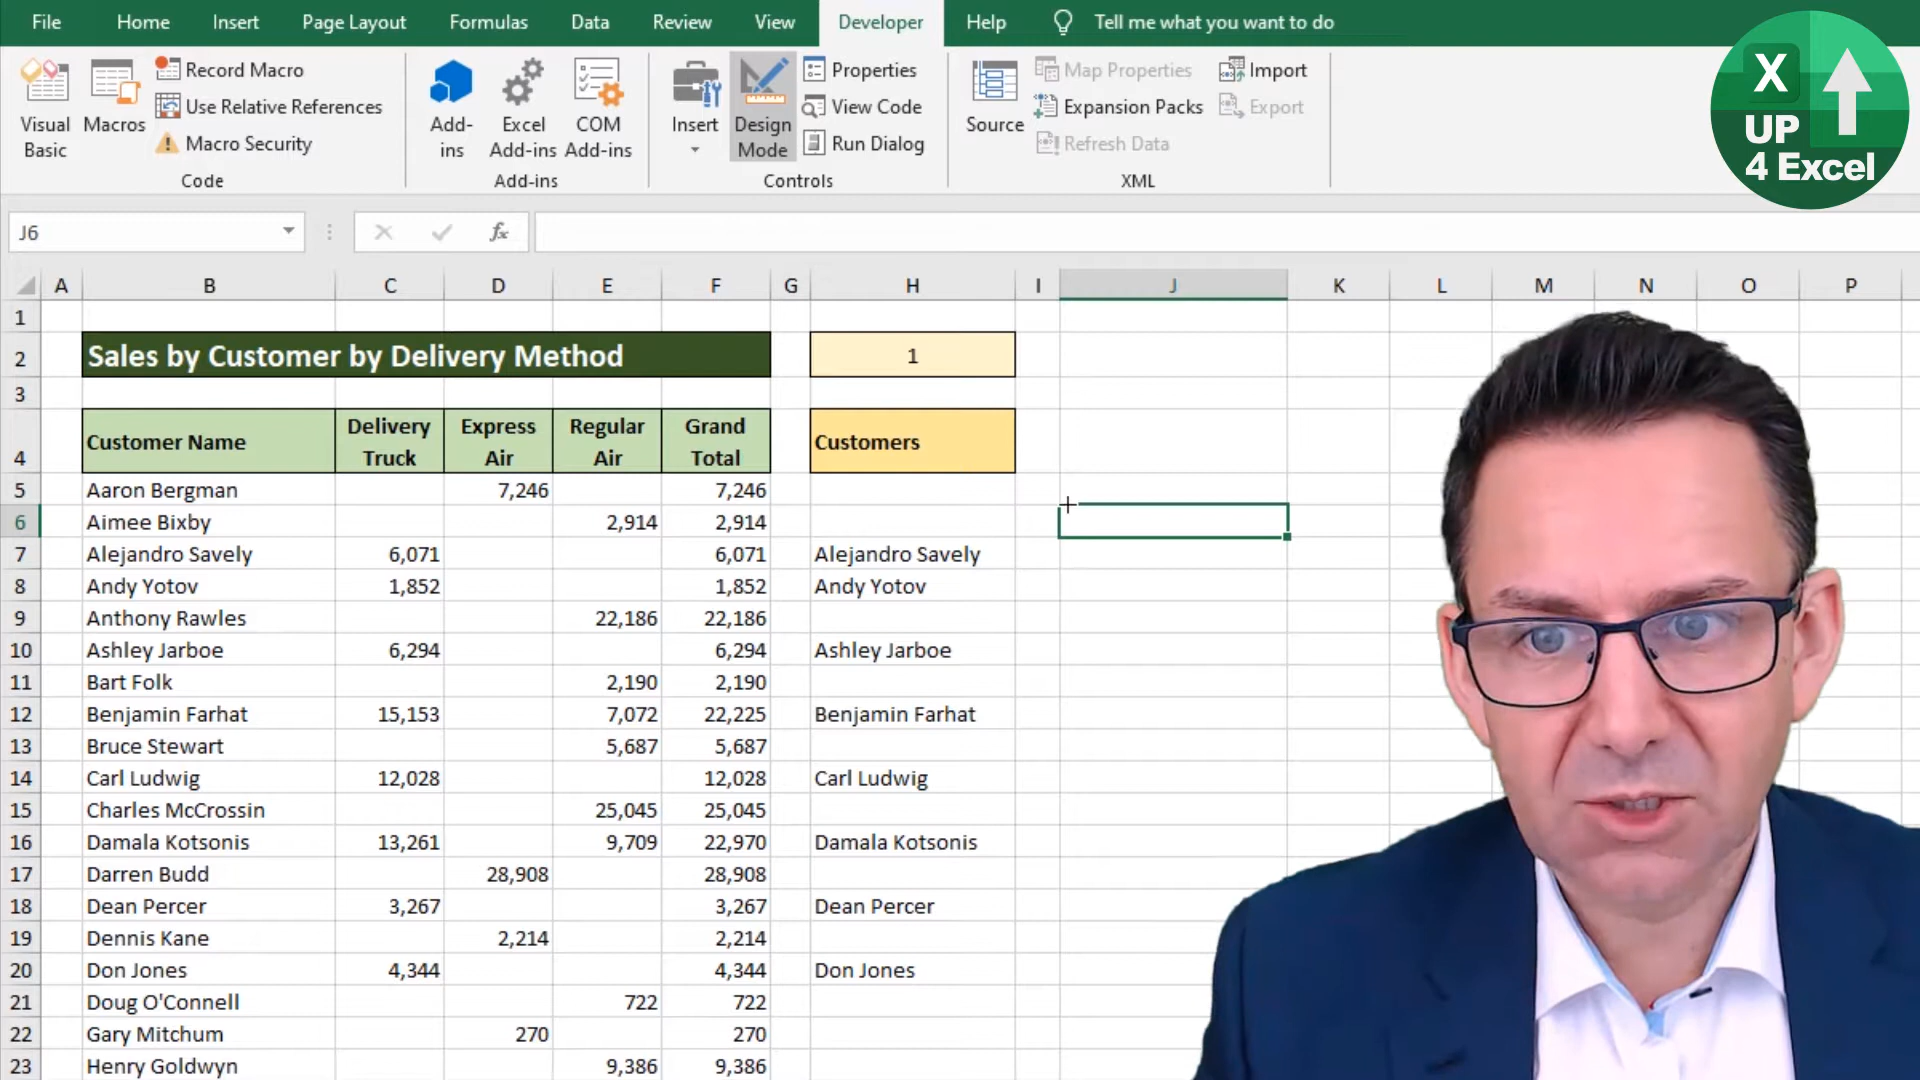 File Home Insert Page Layout Formulas Data Review View Developer Help Tell me what you want to do
Visual Basic
Macros
Record Macro
Use Relative References
Macro Security
Code
Add-ins
Excel Add-ins
COM Add-ins
Add-ins
Insert
Design Mode
Properties
View Code
Run Dialog
Controls
Source
Map Properties
Expansion Packs
Refresh Data
Import
Export
XML
X
UP
4 Excel
J6
fx
A B C D E F G H I J K L M N O P
1
2 Sales by Customer by Delivery Method 1
3
4 Customer Name Delivery Truck Express Air Regular Air Grand Total Customers
5 Aaron Bergman 7,246 7,246
6 Aimee Bixby 2,914 2,914
7 Alejandro Savely 6,071 6,071 Alejandro Savely
8 Andy Yotov 1,852 1,852 Andy Yotov
9 Anthony Rawles 22,186 22,186
10 Ashley Jarboe 6,294 6,294 Ashley Jarboe
11 Bart Folk 2,190 2,190
12 Benjamin Farhat 15,153 7,072 22,225 Benjamin Farhat
13 Bruce Stewart 5,687 5,687
14 Carl Ludwig 12,028 12,028 Carl Ludwig
15 Charles McCrossin 25,045 25,045
16 Damala Kotsonis 13,261 9,709 22,970 Damala Kotsonis
17 Darren Budd 28,908 28,908
18 Dean Percer 3,267 3,267 Dean Percer
19 Dennis Kane 2,214 2,214
20 Don Jones 4,344 4,344 Don Jones
21 Doug O'Connell 722 722
22 Gary Mitchum 270 270
23 Henry Goldwyn 9,386 9,386